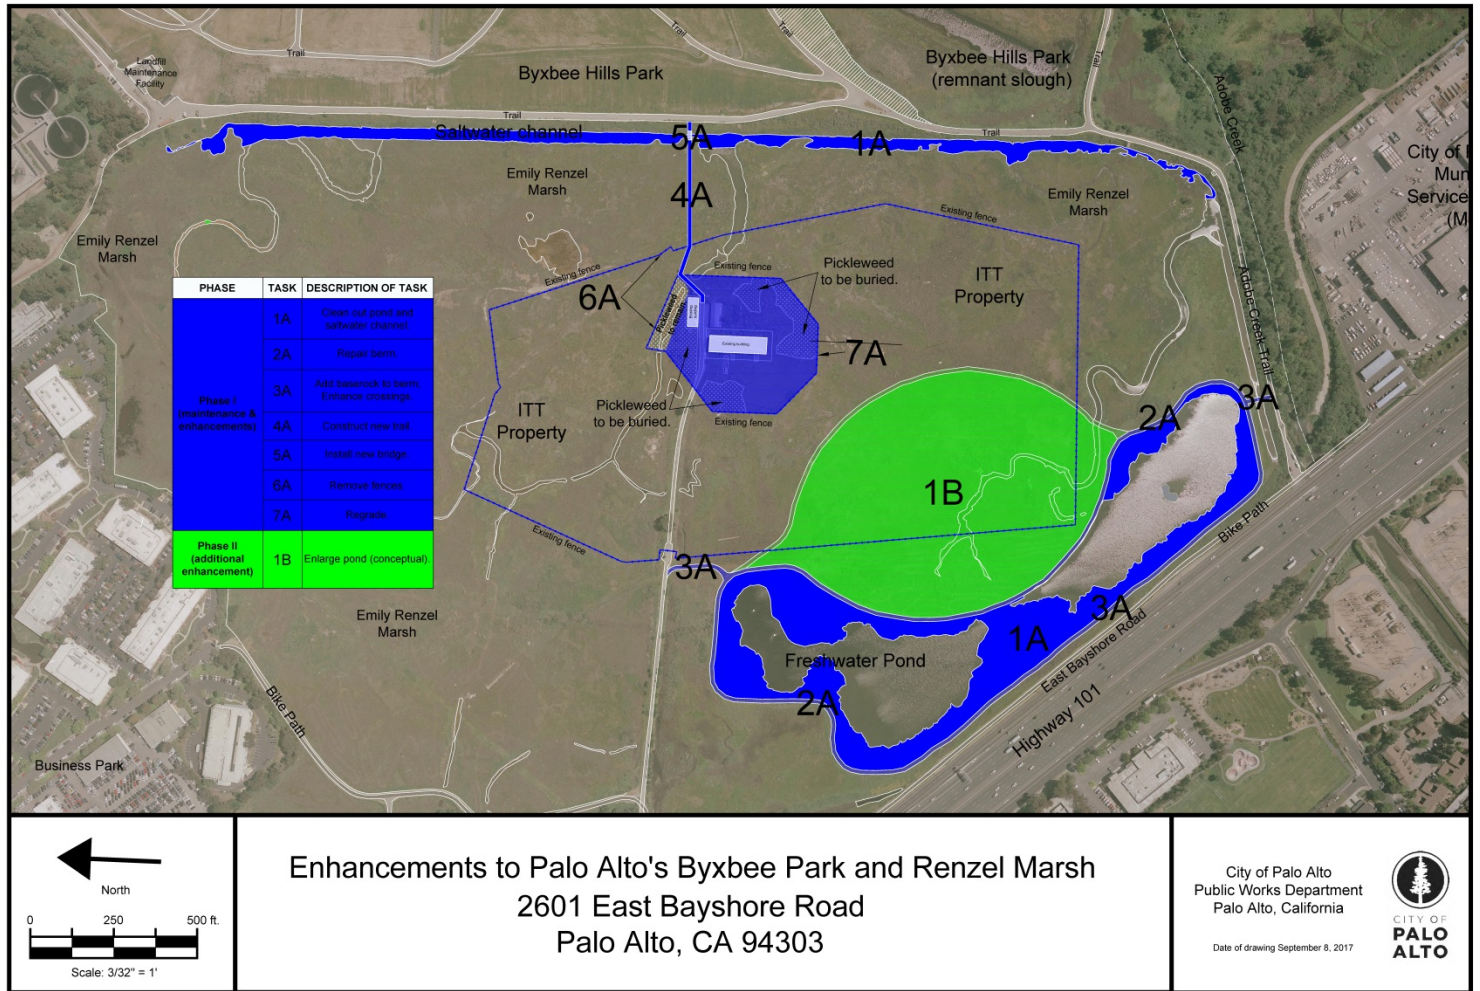 Trail
Trail
Trail
Trail
Landfill
Maintenance
Facility
Byxbee Hills Park
Byxbee Hills Park
(remnant slough)
Adobe Creek
Trail
Saltwater channel
5A
1A
Trail
City of
Mun
Service
(M
Emily Renzel
Marsh
4A
Emily Renzel
Marsh
Existing fence
Emily Renzel
Marsh
Existing fence
Existing fence
Pickleweed
to be buried.
ITT
Property
Adobe Creek Trail
6A
Pickleweed
to remain.
Existing building
7A
PHASE TASK DESCRIPTION OF TASK
Phase I
(maintenance &
enhancements)
1A Clean out pond and
saltwater channel
2A Repair berm.
3A Add baserock to berm.
Enhance crossings.
4A Construct new trail.
5A Install new bridge.
6A Remove fences.
7A Regrade.
Phase II
(additional
enhancement)
1B Enlarge pond (conceptual).
ITT
Property
Pickleweed
to be buried.
Existing fence
2A
3A
1B
Existing fence
Bike Path
3A
3A
1A
Emily Renzel
Marsh
Freshwater Pond
East Bayshore Road
2A
Highway 101
Bike Path
Business Park
North
0 250 500 ft.
Scale: 3/32" = 1'
Enhancements to Palo Alto's Byxbee Park and Renzel Marsh
2601 East Bayshore Road
Palo Alto, CA 94303
City of Palo Alto
Public Works Department
Palo Alto, California
Date of drawing September 8, 2017
CITY OF
PALO
ALTO